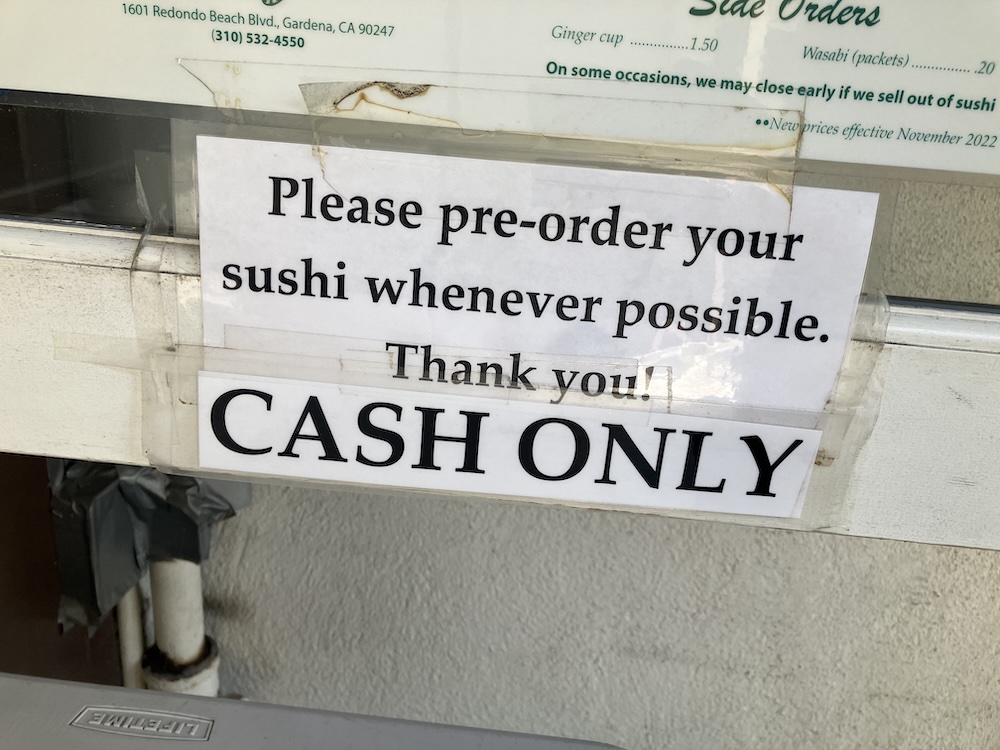 1601 Redondo Beach Blvd., Gardena, CA 90247
(310) 532-4550
Side Orders
Ginger cup ...............1.50
Wasabi (packets) ............... .20
On some occasions, we may close early if we sell out of sushi
••New prices effective November 2022
Please pre-order your
sushi whenever possible.
Thank you!
CASH ONLY
LIFETIME